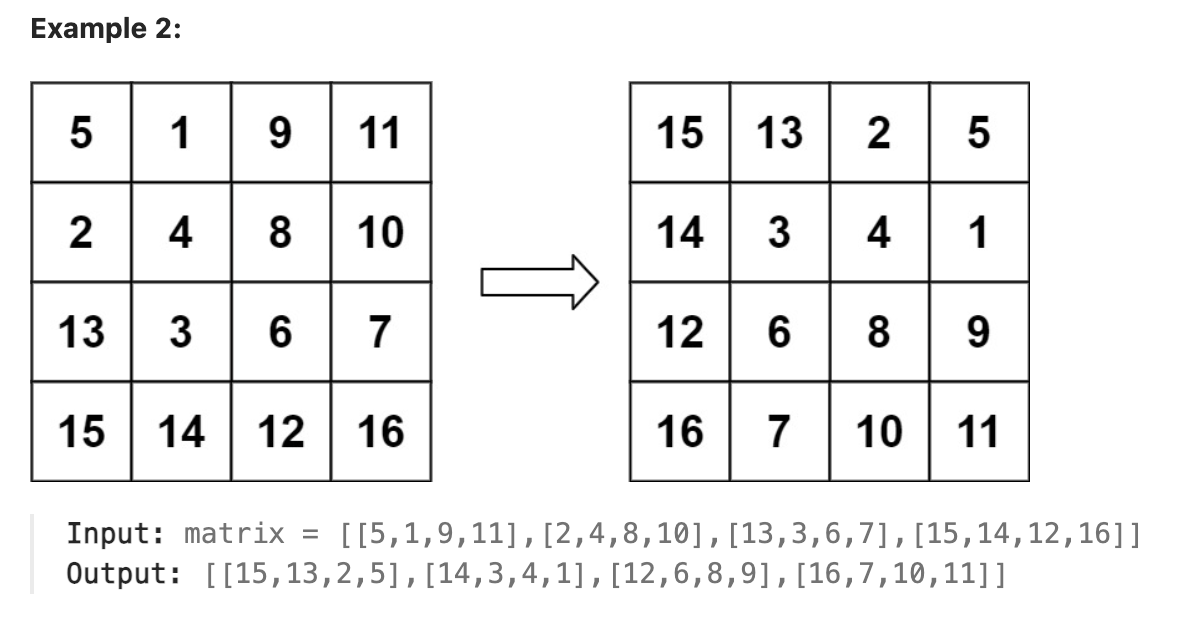 Example 2:
5 1 9 11 15 13 2 5
2 4 8 10 14 3 4 1
13 3 6 7 12 6 8 9
15 14 12 16 16 7 10 11
Input: matrix = [[5,1,9,11],[2,4,8,10],[13,3,6,7],[15,14,12,16]]
Output: [[15,13,2,5],[14,3,4,1],[12,6,8,9],[16,7,10,11]]